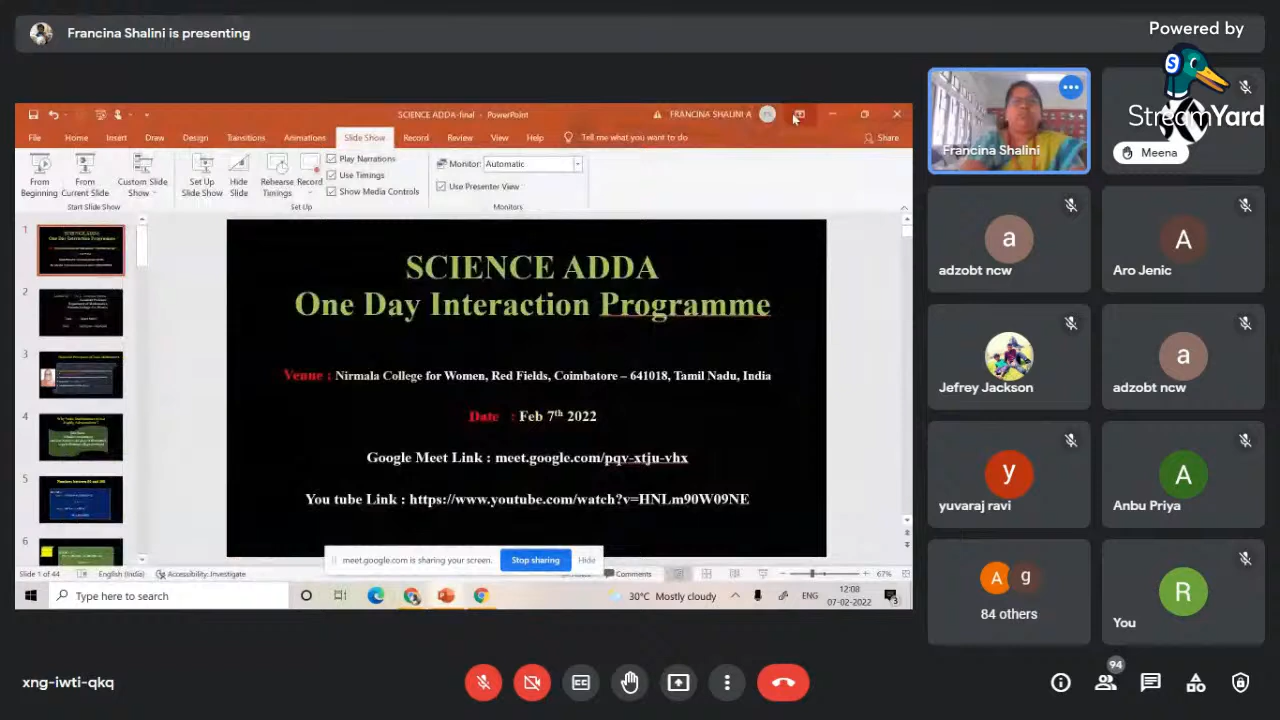 Francina Shalini is presenting
Powered by
StreamYard
SCIENCE ADDA-final - PowerPoint
FRANCINA SHALINI A
File Home Insert Draw Design Transitions Animations Slide Show Record Review View Help Tell me what you want to do Share
From Beginning
From Current Slide
Custom Slide Show
Set Up Slide Show
Hide Slide
Rehearse Timings
Record
Play Narrations
Use Timings
Show Media Controls
Monitor: Automatic
Use Presenter View
Start Slide Show
Set Up
Monitors
1
2
3
4
5
6
SCIENCE ADDA
One Day Interaction Programme
Venue : Nirmala College for Women, Red Fields, Coimbatore – 641018, Tamil Nadu, India
Date : Feb 7th 2022
Google Meet Link : meet.google.com/pqv-xtju-vhx
You tube Link : https://www.youtube.com/watch?v=HNLm90W09NE
meet.google.com is sharing your screen.
Stop sharing
Hide
Slide 1 of 44
English (India)
Accessibility: Investigate
Comments
67%
Type here to search
30°C Mostly cloudy
ENG
12:08
07-02-2022
3
Francina Shalini
Meena
a
adzobt ncw
A
Aro Jenic
Jefrey Jackson
a
adzobt ncw
y
yuvaraj ravi
A
Anbu Priya
A g
84 others
R
You
xng-iwti-qkq
94